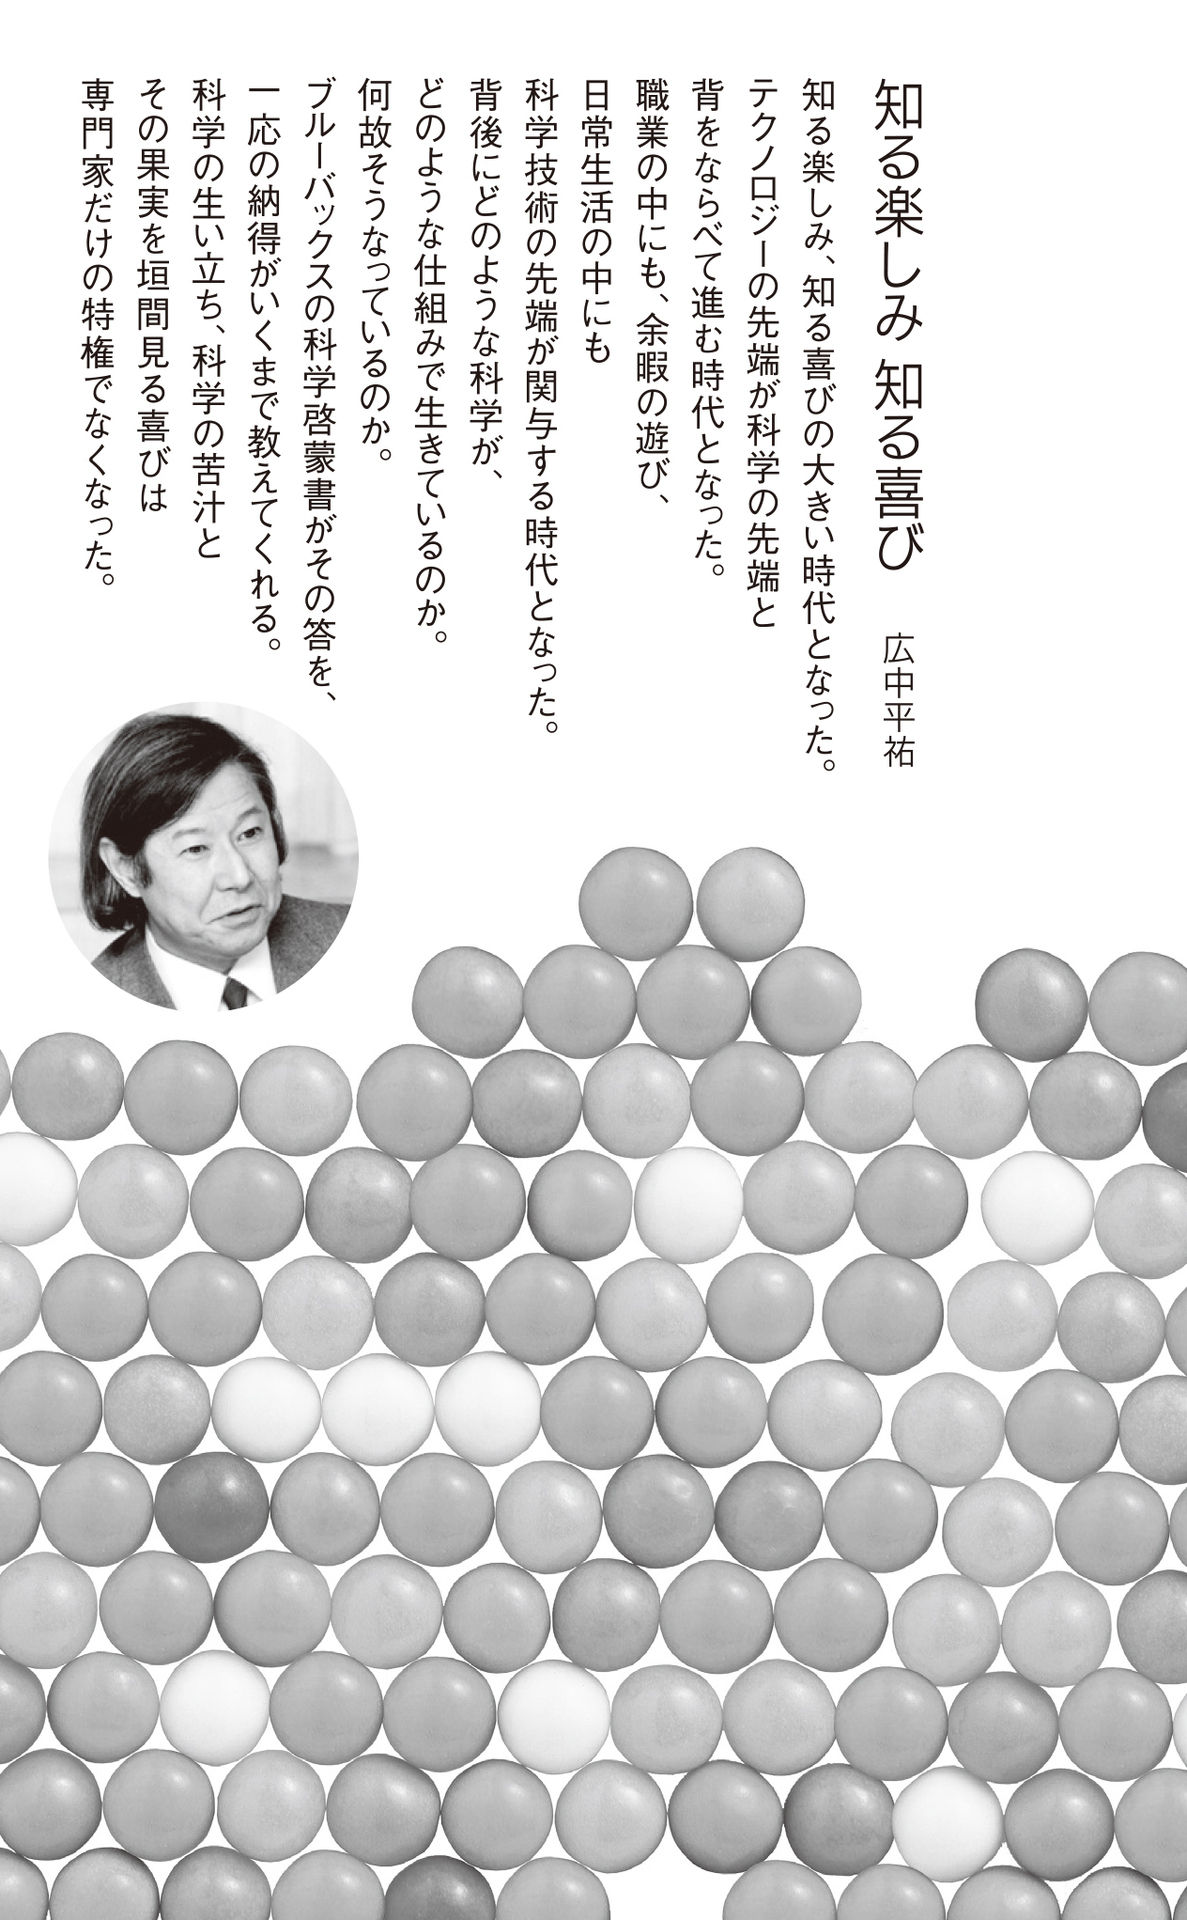 知る楽しみ 知る喜び　広中平祐
知る楽しみ、知る喜びの大きい時代となった。
テクノロジーの先端が科学の先端と
背をならべて進む時代となった。
職業の中にも、余暇の遊び、
日常生活の中にも
科学技術の先端が関与する時代となった。
背後にどのような科学が、
どのような仕組みで生きているのか。
何故そうなっているのか。
ブルーバックスの科学啓蒙書がその答を、
一応の納得がいくまで教えてくれる。
科学の生い立ち、科学の苦汁と
その果実を垣間見る喜びは
専門家だけの特権でなくなった。